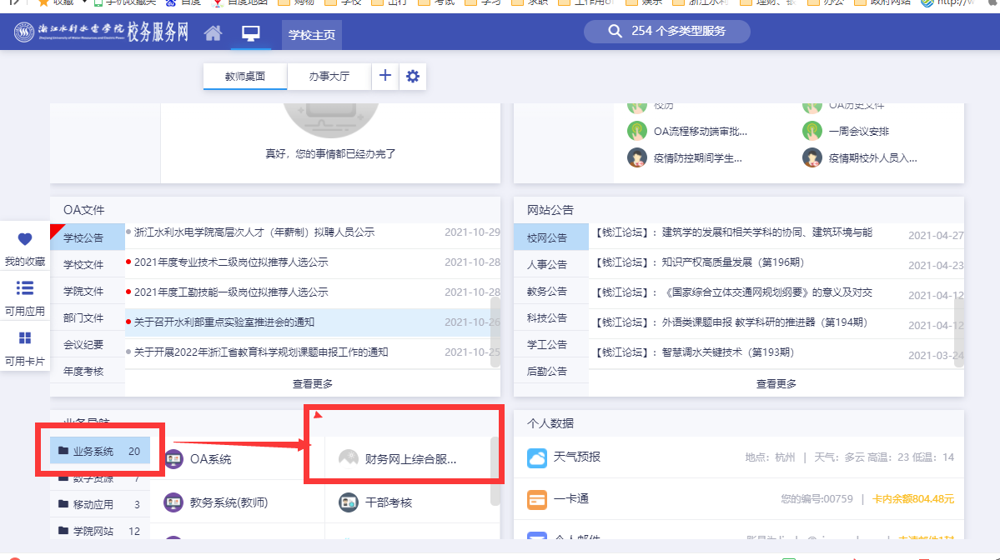 收藏 手机收藏夹 百度 百度地图 购物 学校 出行 考试 学习 求职 工作用 娱乐 浙江水利 理财、 办公 政府网站 http://w
浙江水利水电学院 校务服务网 学校主页 254 个多类型服务
教师桌面 办事大厅
校历 OA历史文件
OA流程移动端审批... 一周会议安排
真好，您的事情都已经办完了
疫情防控期间学生... 疫情期校外人员入...
我的收藏
可用应用
可用卡片
OA文件
学校公告
学校文件
学院文件
部门文件
会议纪要
年度考核
浙江水利水电学院高层次人才（年薪制）拟聘人员公示 2021-10-29
2021年度专业技术二级岗位拟推荐人选公示 2021-10-28
2021年度工勤技能一级岗位拟推荐人选公示 2021-10-28
关于召开水利部重点实验室推进会的通知 2021-10-26
关于开展2022年浙江省教育科学规划课题申报工作的通知 2021-10-25
查看更多
网站公告
校网公告
人事公告
教务公告
科技公告
学工公告
后勤公告
【钱江论坛】：建筑学的发展和相关学科的协同、建筑环境与能 2021-04-27
【钱江论坛】：知识产权高质量发展（第196期） 2021-04-23
【钱江论坛】：《国家综合立体交通网规划纲要》的意义及对交 2021-04-12
【钱江论坛】：外语类课题申报 教学科研的推进器（第194期） 2021-04-12
【钱江论坛】：智慧调水关键技术（第193期） 2021-03-24
查看更多
业务导航
业务系统 20
数字资源 7
移动应用 3
学院网站 12
OA系统 财务网上综合服...
教务系统(教师) 干部考核
个人数据
天气预报 地点：杭州 | 天气：多云 高温：23 低温：14
一卡通 您的编号:00759 | 卡内余额804.48元
个人邮件